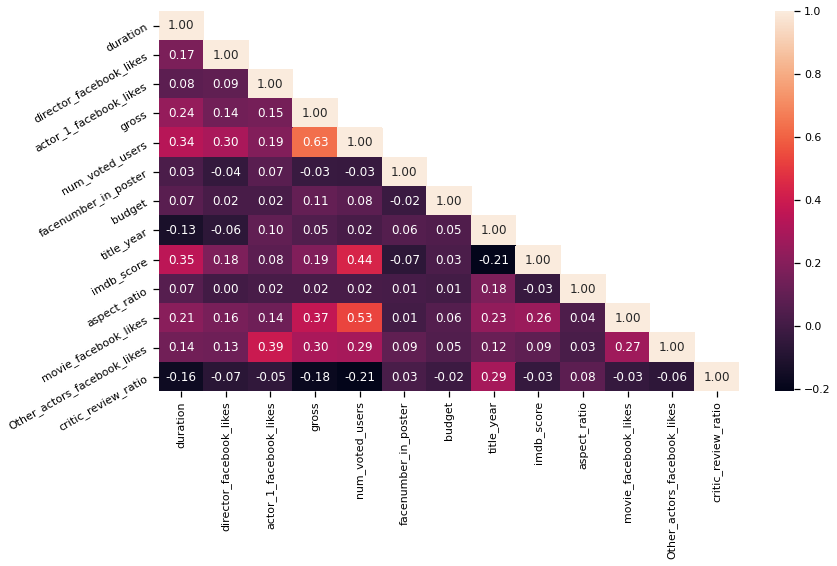 duration 1.00
director_facebook_likes 0.17 1.00
actor_1_facebook_likes 0.08 0.09 1.00
gross 0.24 0.14 0.15 1.00
num_voted_users 0.34 0.30 0.19 0.63 1.00
facenumber_in_poster 0.03 -0.04 0.07 -0.03 -0.03 1.00
budget 0.07 0.02 0.02 0.11 0.08 -0.02 1.00
title_year -0.13 -0.06 0.10 0.05 0.02 0.06 0.05 1.00
imdb_score 0.35 0.18 0.08 0.19 0.44 -0.07 0.03 -0.21 1.00
aspect_ratio 0.07 0.00 0.02 0.02 0.02 0.01 0.01 0.18 -0.03 1.00
movie_facebook_likes 0.21 0.16 0.14 0.37 0.53 0.01 0.06 0.23 0.26 0.04 1.00
Other_actors_facebook_likes 0.14 0.13 0.39 0.30 0.29 0.09 0.05 0.12 0.09 0.03 0.27 1.00
critic_review_ratio -0.16 -0.07 -0.05 -0.18 -0.21 0.03 -0.02 0.29 -0.03 0.08 -0.03 -0.06 1.00
duration
director_facebook_likes
actor_1_facebook_likes
gross
num_voted_users
facenumber_in_poster
budget
title_year
imdb_score
aspect_ratio
movie_facebook_likes
Other_actors_facebook_likes
critic_review_ratio
1.0
0.8
0.6
0.4
0.2
0.0
−0.2